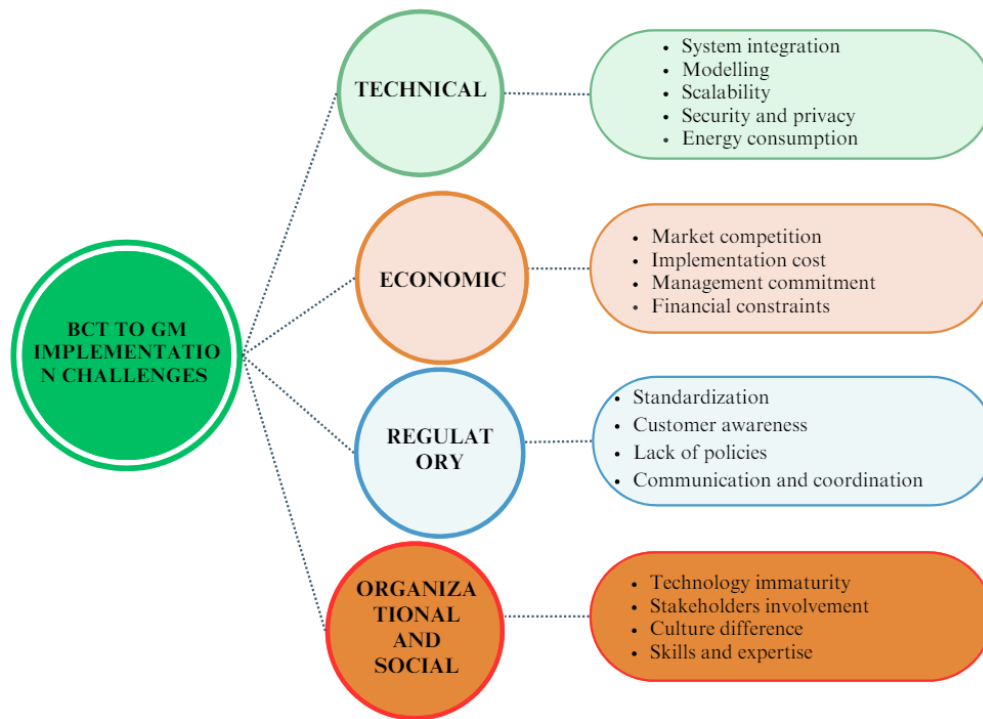 BCT TO GM
IMPLEMENTATIO
N CHALLENGES
TECHNICAL
• System integration
• Modelling
• Scalability
• Security and privacy
• Energy consumption
ECONOMIC
• Market competition
• Implementation cost
• Management commitment
• Financial constraints
REGULAT
ORY
• Standardization
• Customer awareness
• Lack of policies
• Communication and coordination
ORGANIZA
TIONAL
AND
SOCIAL
• Technology immaturity
• Stakeholders involvement
• Culture difference
• Skills and expertise